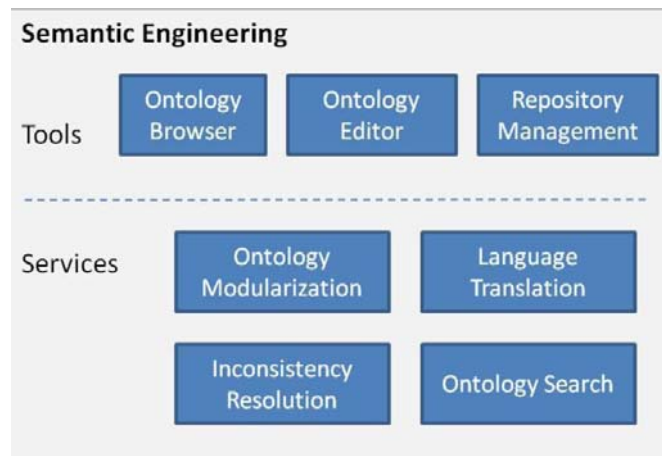 Semantic Engineering
Tools
Ontology
Browser
Ontology
Editor
Repository
Management
Services
Ontology
Modularization
Language
Translation
Inconsistency
Resolution
Ontology Search